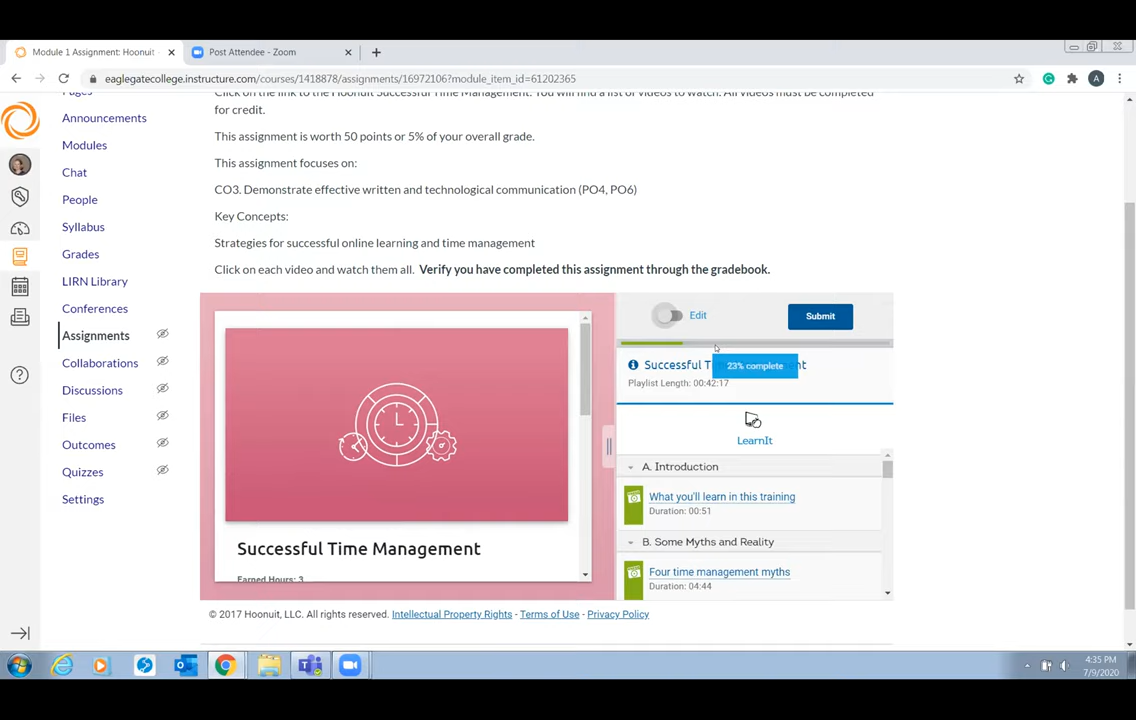 Module 1 Assignment: Hoonuit
Post Attendee - Zoom
eaglegatecollege.instructure.com/courses/1418878/assignments/16972106?module_item_id=61202365
A
Pages
Announcements
Modules
Chat
People
Syllabus
Grades
LIRN Library
Conferences
Assignments
Collaborations
Discussions
Files
Outcomes
Quizzes
Settings
Click on the link to the Hoonuit Successful Time Management. You will find a list of videos to watch. All videos must be completed
for credit.
This assignment is worth 50 points or 5% of your overall grade.
This assignment focuses on:
CO3. Demonstrate effective written and technological communication (PO4, PO6)
Key Concepts:
Strategies for successful online learning and time management
Click on each video and watch them all. Verify you have completed this assignment through the gradebook.
Successful Time Management
Earned Hours: 3
Edit
Submit
Successful T ent
23% complete
Playlist Length: 00:42:17
LearnIt
A. Introduction
What you'll learn in this training
Duration: 00:51
B. Some Myths and Reality
Four time management myths
Duration: 04:44
© 2017 Hoonuit, LLC. All rights reserved. Intellectual Property Rights - Terms of Use - Privacy Policy
4:35 PM
7/9/2020